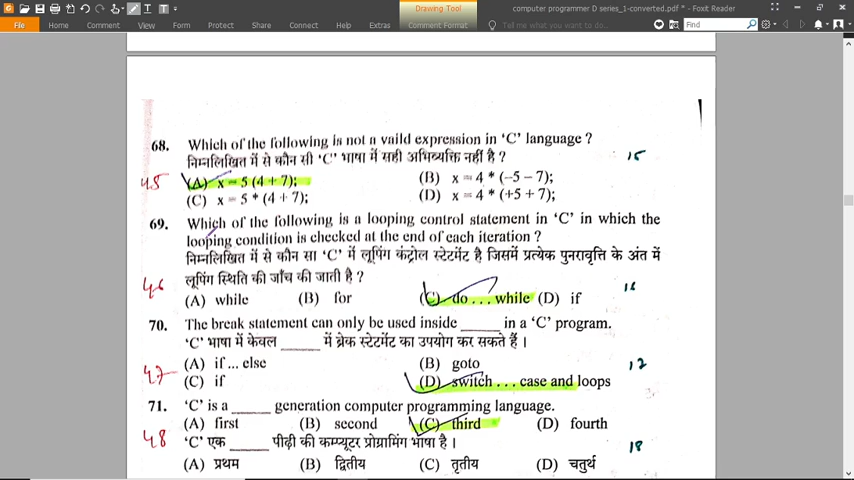 Drawing Tool
computer programmer D series_1-converted.pdf * - Foxit Reader
File Home Comment View Form Protect Share Connect Help Extras Comment Format Tell me what you want to do... Find
68. Which of the following is not a vaild expression in ‘C’ language ?
निम्नलिखित में से कौन सी ‘C’ भाषा में सही अभिव्यक्ति नहीं है ?
15
45
(A) x = 5 (4 + 7); (B) x = 4 * (–5 – 7);
(C) x = 5 * (4 + 7); (D) x = 4 * (+5 + 7);
69. Which of the following is a looping control statement in ‘C’ in which the
looping condition is checked at the end of each iteration ?
निम्नलिखित में से कौन सा ‘C’ में लूपिंग कंट्रोल स्टेटमेंट है जिसमें प्रत्येक पुनरावृत्ति के अंत में
लूपिंग स्थिति की जाँच की जाती है ?
46
16
(A) while (B) for (C) do . . . while (D) if
70. The break statement can only be used inside _____ in a ‘C’ program.
‘C’ भाषा में केवल _____ में ब्रेक स्टेटमेंट का उपयोग कर सकते हैं ।
(A) if ... else (B) goto
47
(C) if (D) switch . . . case and loops
71. ‘C’ is a _____ generation computer programming language.
(A) first (B) second (C) third (D) fourth
48
‘C’ एक _____ पीढ़ी की कम्प्यूटर प्रोग्रामिंग भाषा है ।
18
(A) प्रथम (B) द्वितीय (C) तृतीय (D) चतुर्थ